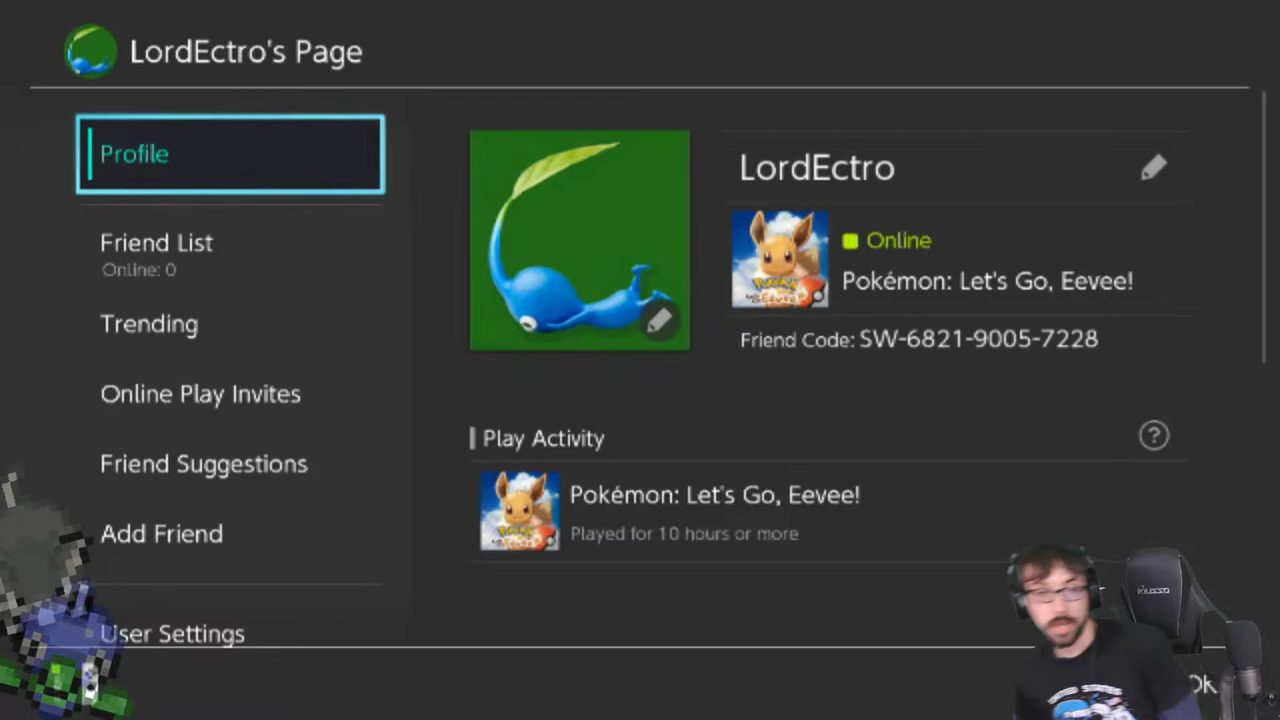 LordEctro's Page
Profile
Friend List
Online: 0
Trending
Online Play Invites
Friend Suggestions
Add Friend
User Settings
LordEctro
Online
Pokémon: Let's Go, Eevee!
Friend Code: SW-6821-9005-7228
Play Activity
?
Pokémon: Let's Go, Eevee!
Played for 10 hours or more
OK